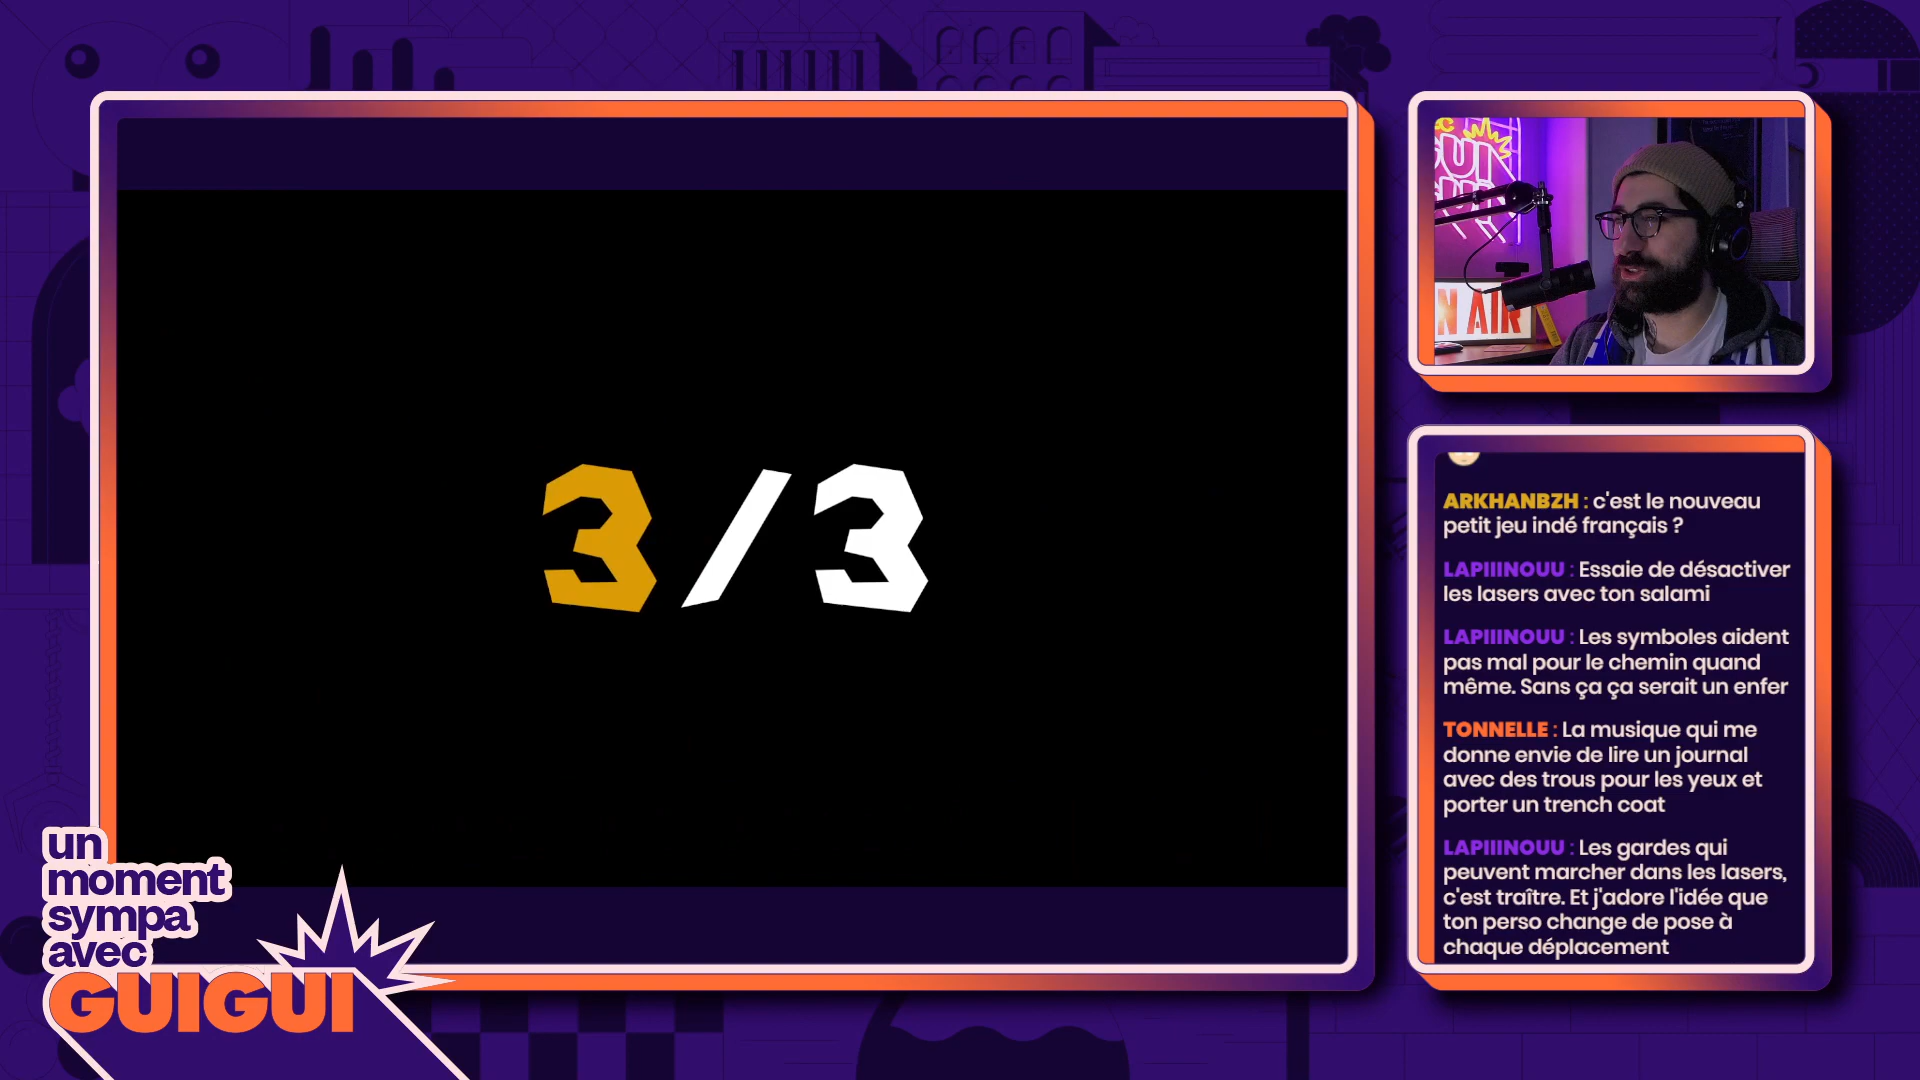 3/3
GUI
GUI
N AIR
ARKHANBZH : c'est le nouveau
petit jeu indé français ?
LAPIIINOUU : Essaie de désactiver
les lasers avec ton salami
LAPIIINOUU : Les symboles aident
pas mal pour le chemin quand
même. Sans ça ça serait un enfer
TONNELLE : La musique qui me
donne envie de lire un journal
avec des trous pour les yeux et
porter un trench coat
LAPIIINOUU : Les gardes qui
peuvent marcher dans les lasers,
c'est traître. Et j'adore l'idée que
ton perso change de pose à
chaque déplacement
un
moment
sympa
avec
GUIGUI